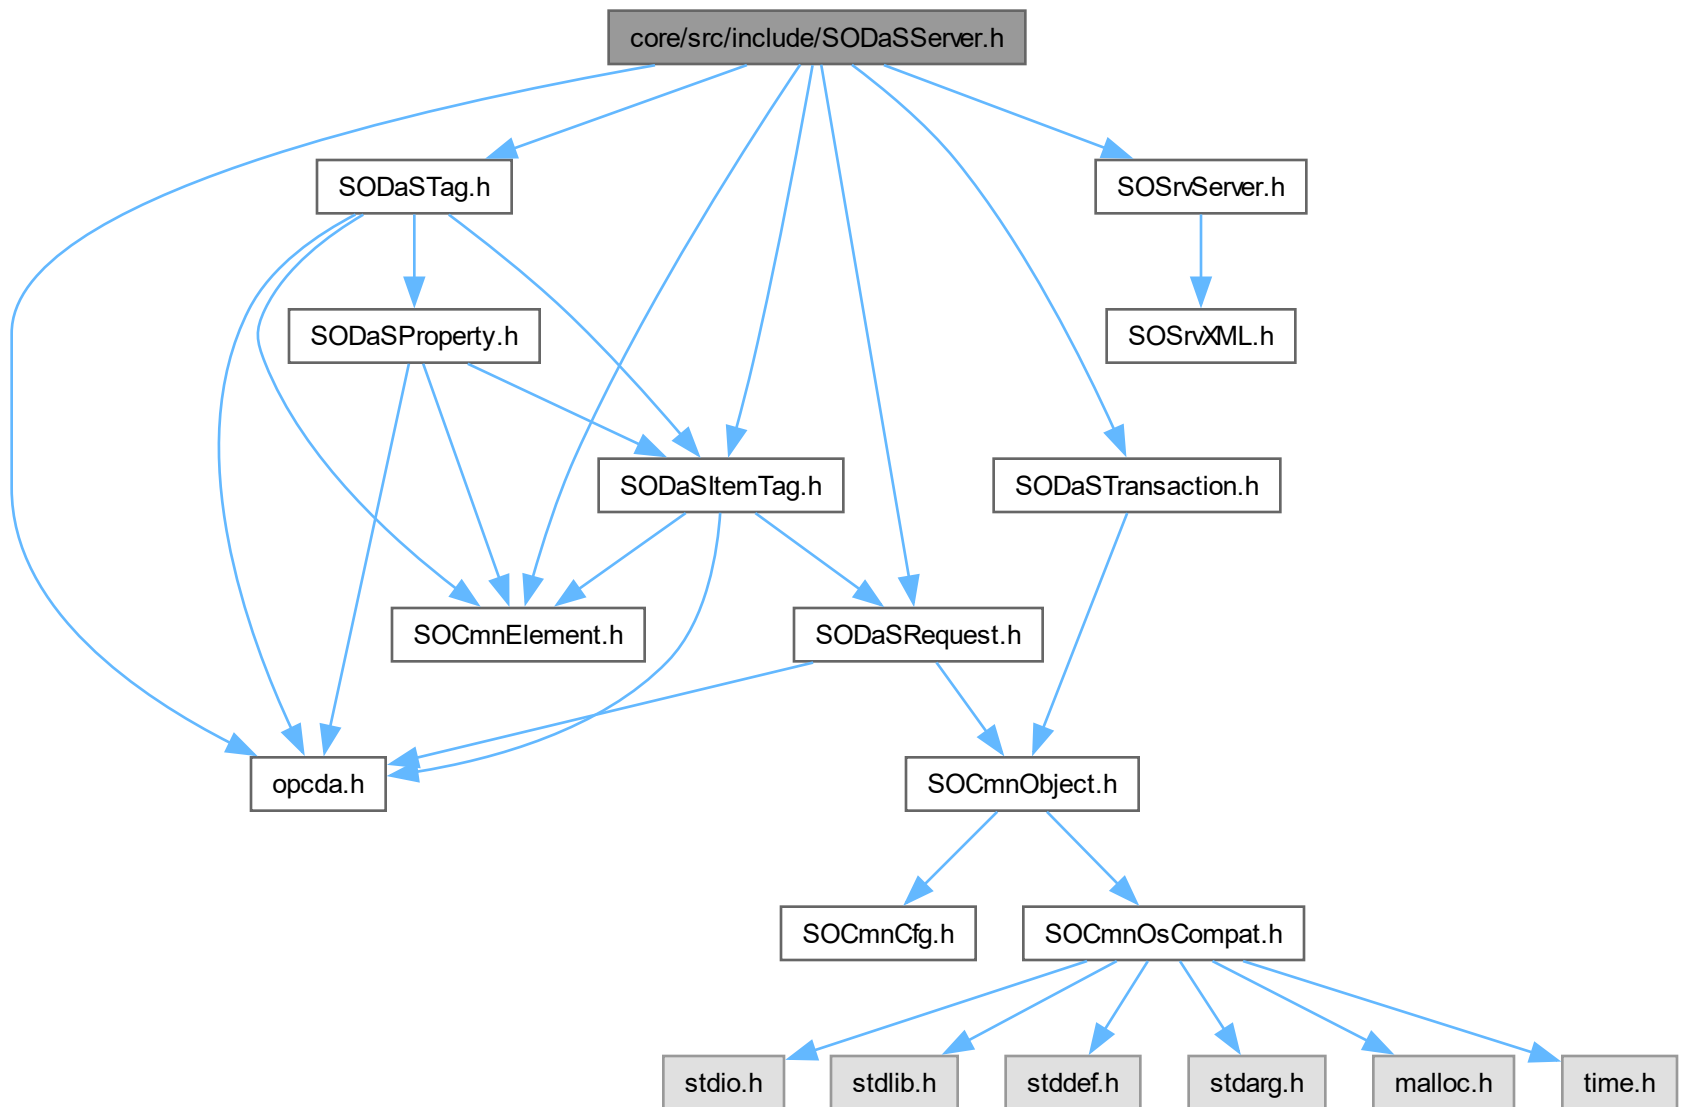 core/src/include/SODaSServer.h
SODaSTag.h
SOSrvServer.h
SODaSProperty.h
SOSrvXML.h
SODaSItemTag.h
SODaSTransaction.h
SOCmnElement.h
SODaSRequest.h
opcda.h
SOCmnObject.h
SOCmnCfg.h
SOCmnOsCompat.h
stdio.h
stdlib.h
stddef.h
stdarg.h
malloc.h
time.h